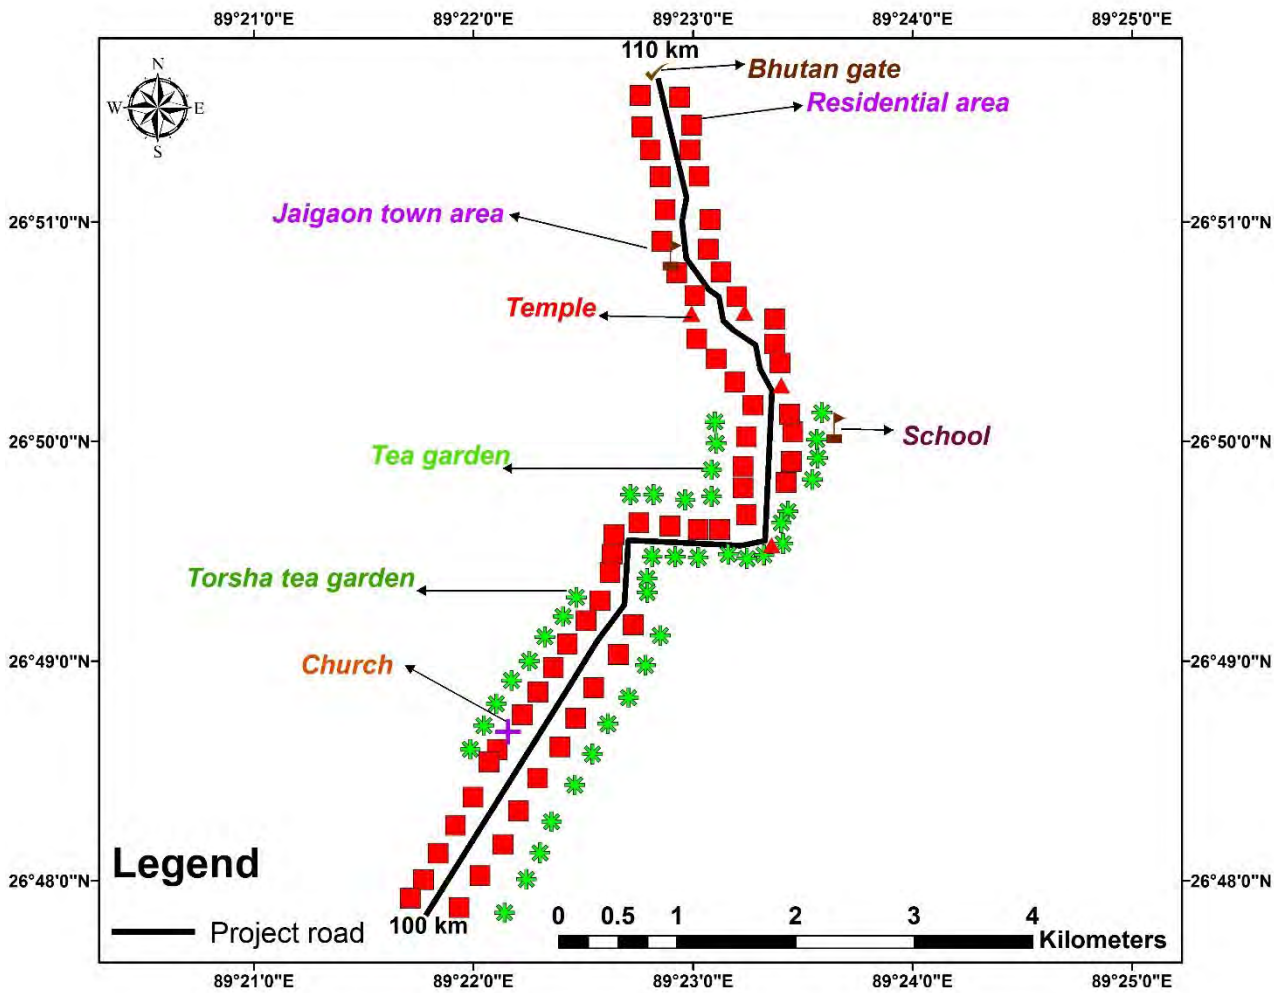 89°21'0"E 89°22'0"E 89°23'0"E 89°24'0"E 89°25'0"E
110 km
Bhutan gate
N
W E
S
Residential area
Jaigaon town area
26°51'0"N 26°51'0"N
Temple
School
26°50'0"N 26°50'0"N
Tea garden
Torsha tea garden
Church
26°49'0"N 26°49'0"N
Legend
26°48'0"N 26°48'0"N
0 0.5 1 2 3 4
100 km
Project road
Kilometers
89°21'0"E 89°22'0"E 89°23'0"E 89°24'0"E 89°25'0"E